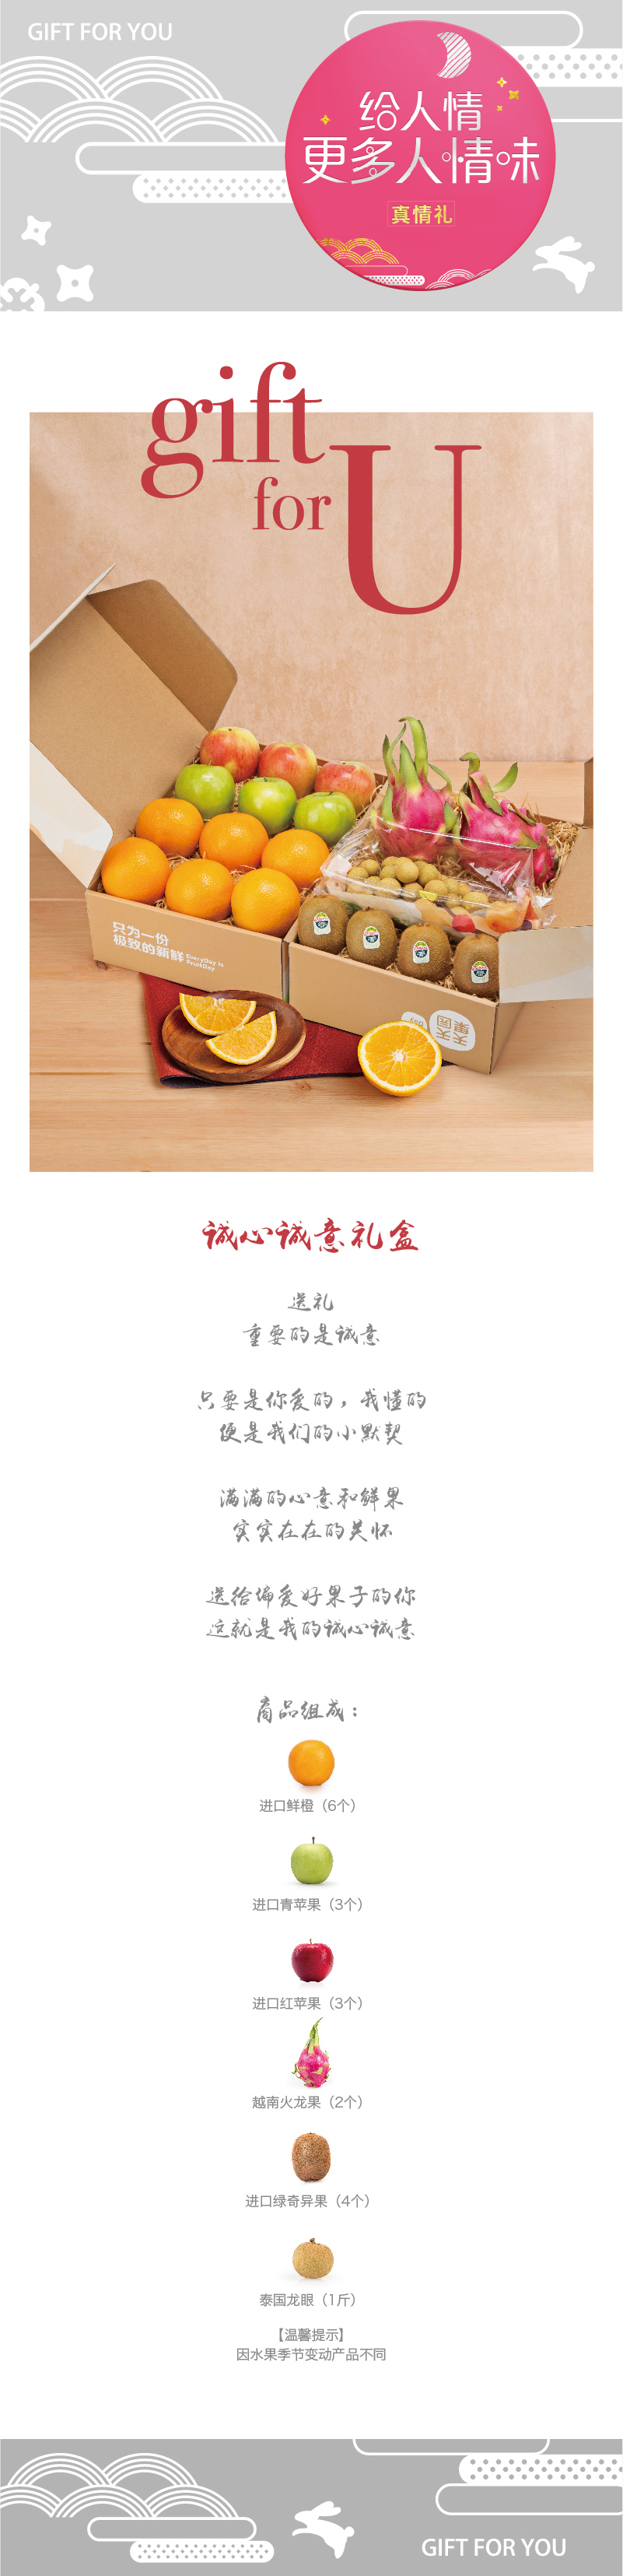 GIFT FOR YOU
给人情
更多人情味
真情礼
gift
for U
只为一份
极致的新鲜 EveryDay is
FruitDay
天天
果园
诚心诚意礼盒
送礼
重要的是诚意
只要是你爱的，我懂的
便是我们的小默契
满满的心意和鲜果
实实在在的关怀
送给偏爱好果子的你
这就是我的诚心诚意
商品组成：
进口鲜橙（6个）
进口青苹果（3个）
进口红苹果（3个）
越南火龙果（2个）
进口绿奇异果（4个）
泰国龙眼（1斤）
【温馨提示】
因水果季节变动产品不同
GIFT FOR YOU